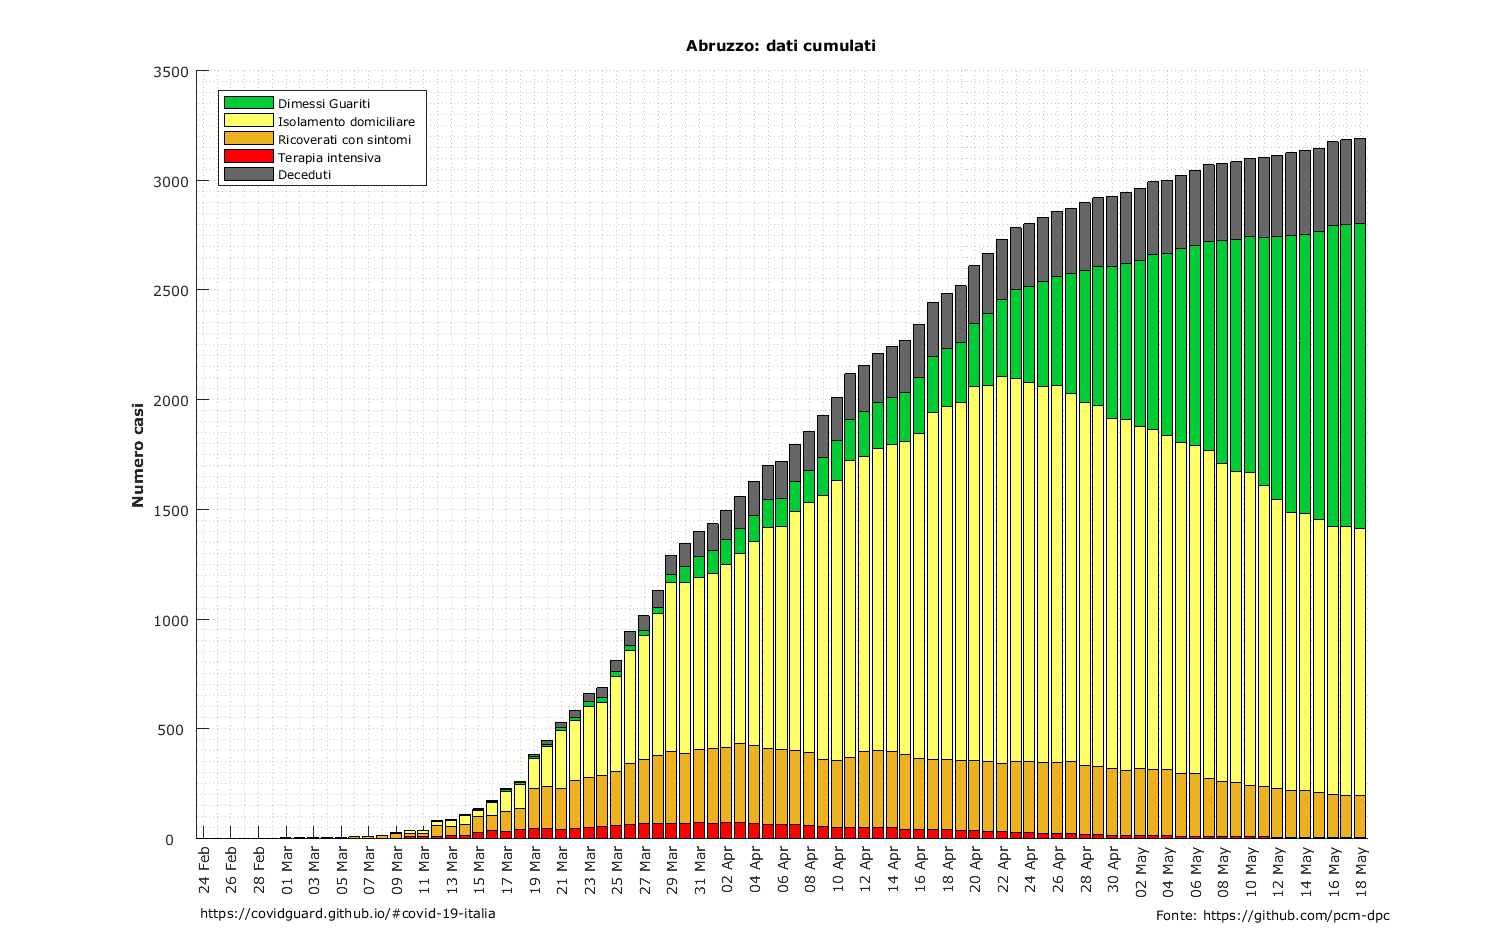 Abruzzo: dati cumulati
3500
3000
2500
2000
1500
1000
500
0
Numero casi
Dimessi Guariti
Isolamento domiciliare
Ricoverati con sintomi
Terapia intensiva
Deceduti
24 Feb
26 Feb
28 Feb
01 Mar
03 Mar
05 Mar
07 Mar
09 Mar
11 Mar
13 Mar
15 Mar
17 Mar
19 Mar
21 Mar
23 Mar
25 Mar
27 Mar
29 Mar
31 Mar
02 Apr
04 Apr
06 Apr
08 Apr
10 Apr
12 Apr
14 Apr
16 Apr
18 Apr
20 Apr
22 Apr
24 Apr
26 Apr
28 Apr
30 Apr
02 May
04 May
06 May
08 May
10 May
12 May
14 May
16 May
18 May
https://covidguard.github.io/#covid-19-italia
Fonte: https://github.com/pcm-dpc